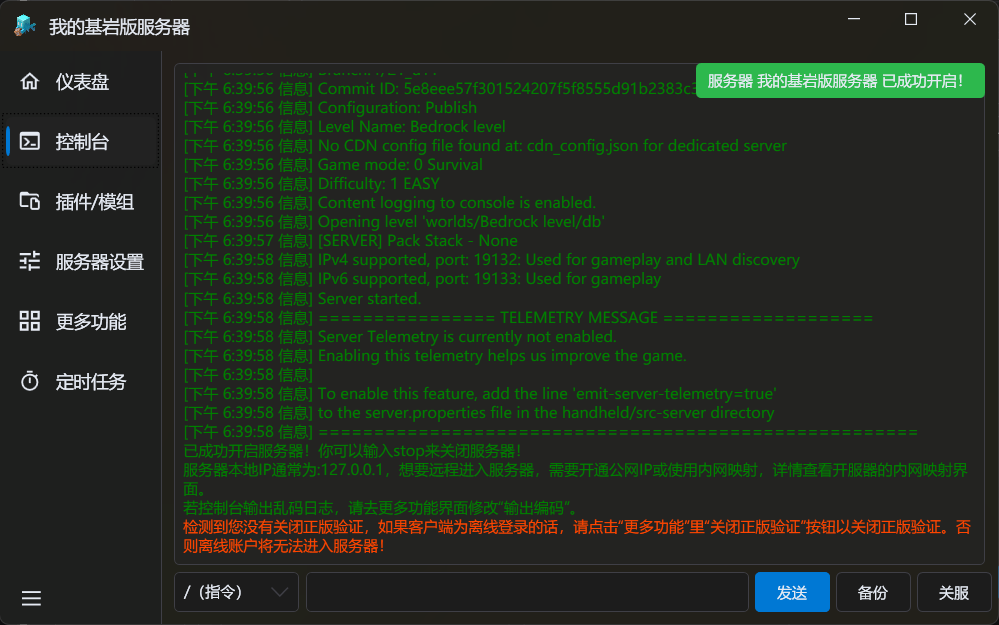 我的基岩版服务器
仪表盘
控制台
插件/模组
服务器设置
更多功能
定时任务
服务器 我的基岩版服务器 已成功开启!
[下午 6:39:56 信息] Commit ID: 5e8eee57f301524207f5f8555d91b2383c
[下午 6:39:56 信息] Configuration: Publish
[下午 6:39:56 信息] Level Name: Bedrock level
[下午 6:39:56 信息] No CDN config file found at: cdn_config.json for dedicated server
[下午 6:39:56 信息] Game mode: 0 Survival
[下午 6:39:56 信息] Difficulty: 1 EASY
[下午 6:39:56 信息] Content logging to console is enabled.
[下午 6:39:56 信息] Opening level 'worlds/Bedrock level/db'
[下午 6:39:57 信息] [SERVER] Pack Stack - None
[下午 6:39:58 信息] IPv4 supported, port: 19132: Used for gameplay and LAN discovery
[下午 6:39:58 信息] IPv6 supported, port: 19133: Used for gameplay
[下午 6:39:58 信息] Server started.
[下午 6:39:58 信息] ================ TELEMETRY MESSAGE ===================
[下午 6:39:58 信息] Server Telemetry is currently not enabled.
[下午 6:39:58 信息] Enabling this telemetry helps us improve the game.
[下午 6:39:58 信息]
[下午 6:39:58 信息] To enable this feature, add the line 'emit-server-telemetry=true'
[下午 6:39:58 信息] to the server.properties file in the handheld/src-server directory
[下午 6:39:58 信息] ======================================================
已成功开启服务器！你可以输入stop来关闭服务器！
服务器本地IP通常为:127.0.0.1，想要远程进入服务器，需要开通公网IP或使用内网映射，详情查看开服器的内网映射界
面。
若控制台输出乱码日志，请去更多功能界面修改“输出编码”。
检测到您没有关闭正版验证，如果客户端为离线登录的话，请点击“更多功能”里“关闭正版验证”按钮以关闭正版验证。否
则离线账户将无法进入服务器！
/（指令）
发送
备份
关服